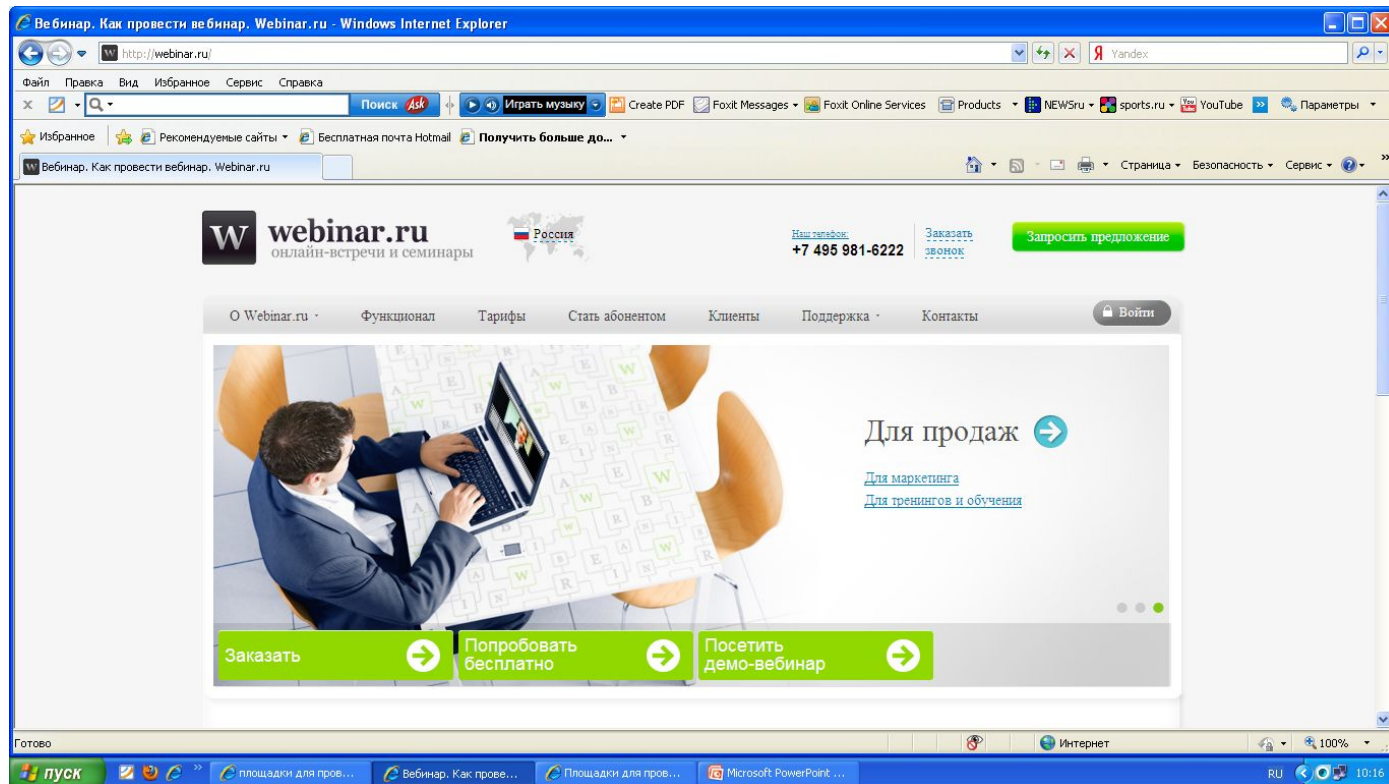 Вебинар. Как провести вебинар. Webinar.ru - Windows Internet Explorer
http://webinar.ru/
Yandex
Файл Правка Вид Избранное Сервис Справка
Поиск Ask Играть музыку Create PDF Foxit Messages Foxit Online Services Products NEWSru sports.ru YouTube Параметры
Избранное Рекомендуемые сайты Бесплатная почта Hotmail Получить больше до...
Вебинар. Как провести вебинар. Webinar.ru
Страница Безопасность Сервис
W webinar.ru
онлайн-встречи и семинары
Россия
Наш телефон:
+7 495 981-6222
Заказать
звонок
Запросить предложение
О Webinar.ru Функционал Тарифы Стать абонентом Клиенты Поддержка Контакты Войти
Для продаж
Для маркетинга
Для тренингов и обучения
Заказать
Попробовать
бесплатно
Посетить
демо-вебинар
Готово
Интернет
100%
пуск
площадки для пров...
Вебинар. Как прове...
Площадки для пров...
Microsoft PowerPoint ...
RU
10:16